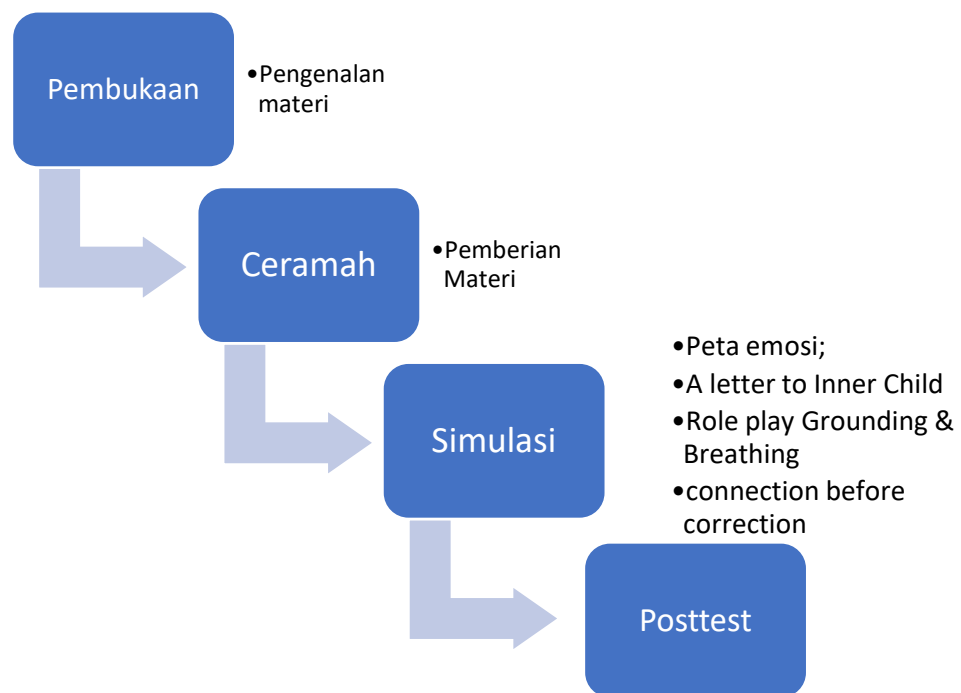 Pembukaan
•Pengenalan
materi
Ceramah
•Pemberian
Materi
Simulasi
•Peta emosi;
•A letter to Inner Child
•Role play Grounding &
Breathing
•connection before
correction
Posttest